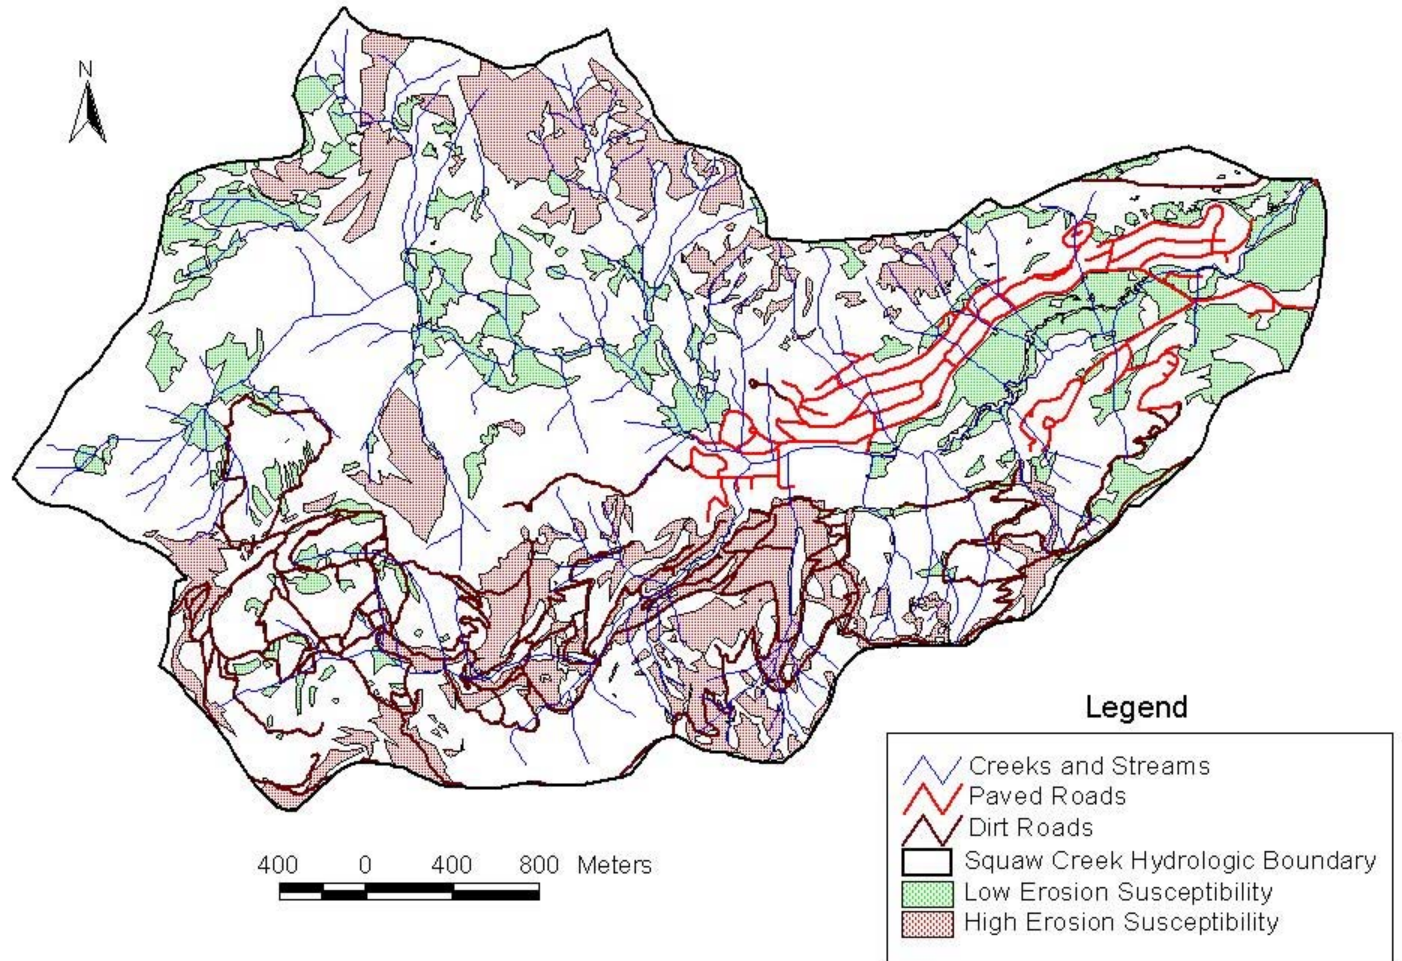 N
Legend
Creeks and Streams
Paved Roads
Dirt Roads
Squaw Creek Hydrologic Boundary
Low Erosion Susceptibility
High Erosion Susceptibility
400 0 400 800 Meters